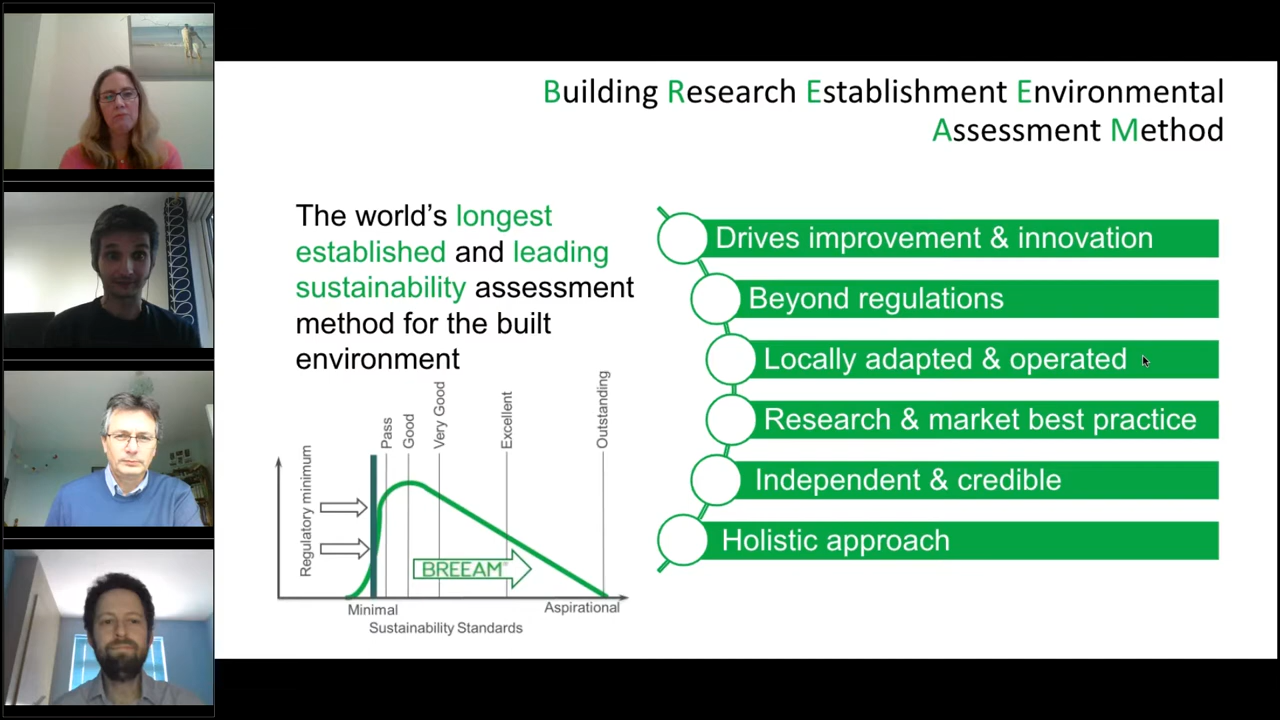 Building Research Establishment Environmental
Assessment Method
The world's longest
established and leading
sustainability assessment
method for the built
environment
Drives improvement & innovation
Beyond regulations
Locally adapted & operated
Research & market best practice
Independent & credible
Holistic approach
Regulatory minimum
Pass
Good
Very Good
Excellent
Outstanding
BREEAM®
Minimal
Aspirational
Sustainability Standards